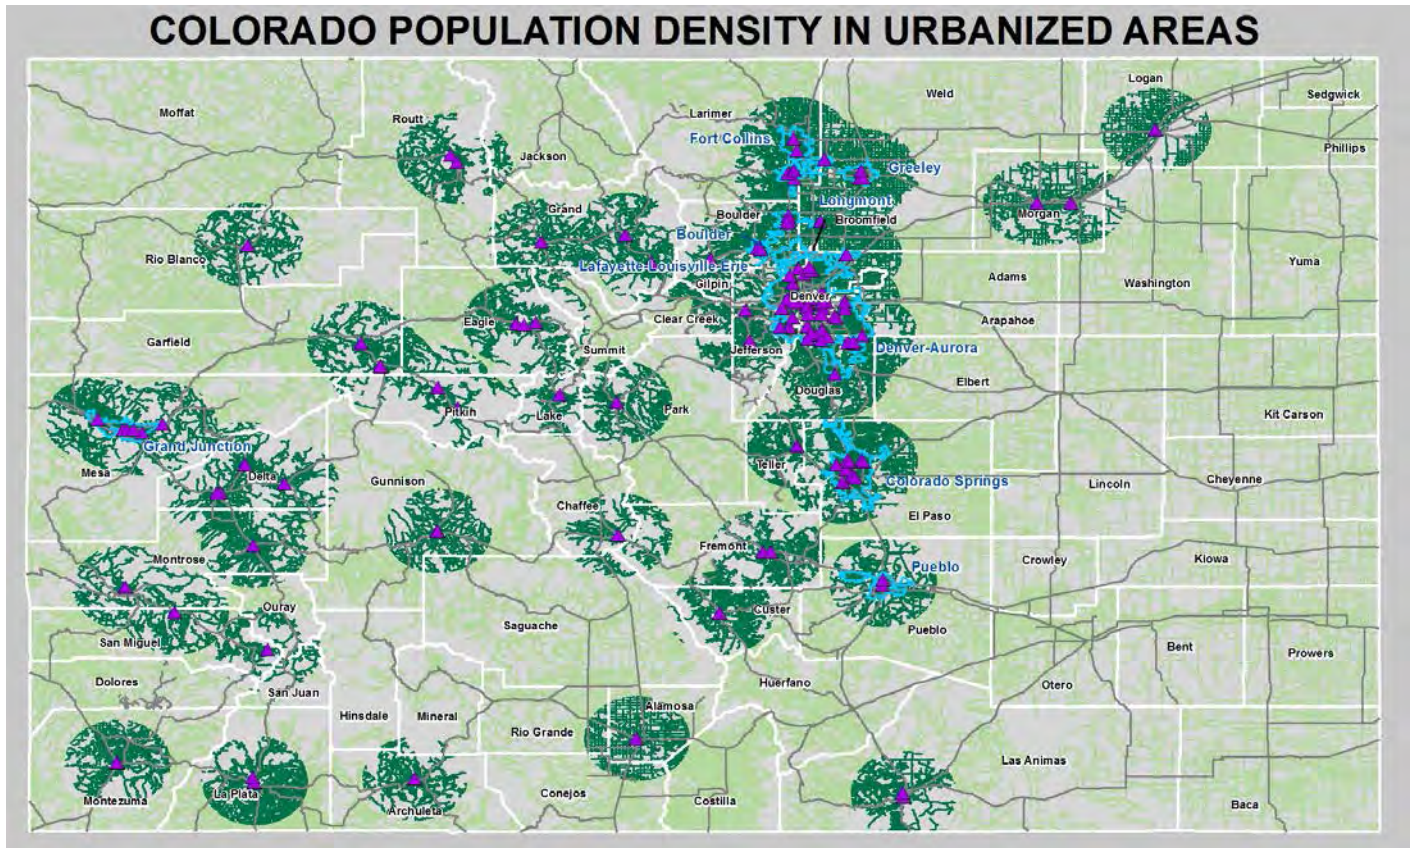 COLORADO POPULATION DENSITY IN URBANIZED AREAS
Logan
Weld
Sedgwick
Moffat
Larimer
Routt
Fort Collins
Phillips
Jackson
Greeley
Longmont
Grand
Boulder
Morgan
Broomfield
Boulder
Rio Blanco
Lafayette-Louisville-Erie
Yuma
Adams
Washington
Gilpin
Denver
Eagle
Clear Creek
Arapahoe
Garfield
Summit
Jefferson
Denver-Aurora
Elbert
Douglas
Pitkin
Lake
Park
Kit Carson
Grand Junction
Mesa
Teller
Delta
Gunnison
Colorado Springs
Lincoln
Cheyenne
Chaffee
El Paso
Fremont
Montrose
Crowley
Kiowa
Pueblo
Ouray
Custer
Saguache
Pueblo
San Miguel
Bent
Prowers
Dolores
Huerfano
Otero
San Juan
Alamosa
Hinsdale
Mineral
Rio Grande
Las Animas
La Plata
Conejos
Montezuma
Costilla
Archuleta
Baca